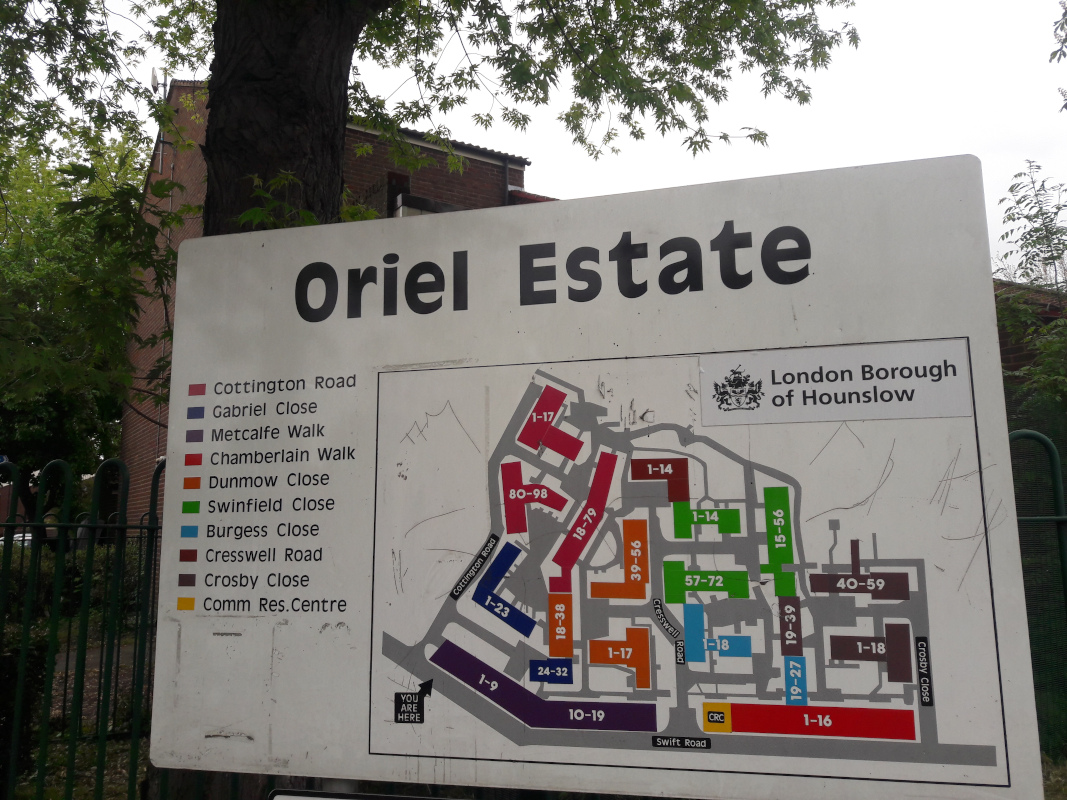 Oriel Estate
London Borough
of Hounslow
Cottington Road
Gabriel Close
Metcalfe Walk
Chamberlain Walk
Dunmow Close
Swinfield Close
Burgess Close
Cresswell Road
Crosby Close
Comm Res.Centre
1-17
80-98
18-79
1-14
1-14
15-56
39-56
57-72
40-59
Cottington Road
1-23
18-38
Cresswell
Road
19-39
1-18
1-17
1-18
24-32
19-27
Crosby Close
1-9
10-19
CRC
1-16
YOU
ARE
HERE
Swift Road